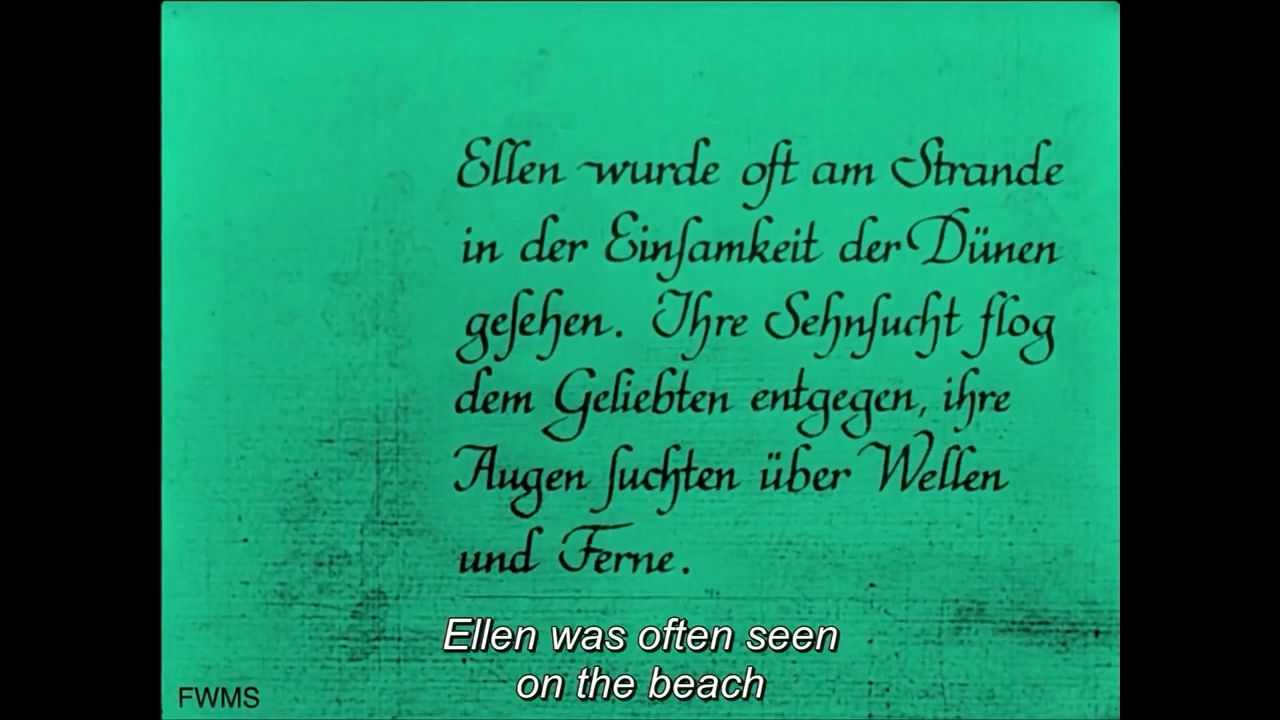 Ellen wurde oft am Strande
in der Einſamkeit der Dünen
geſehen. Ihre Sehnſucht flog
dem Geliebten entgegen, ihre
Augen ſuchten über Wellen
und Ferne.
Ellen was often seen
on the beach
FWMS